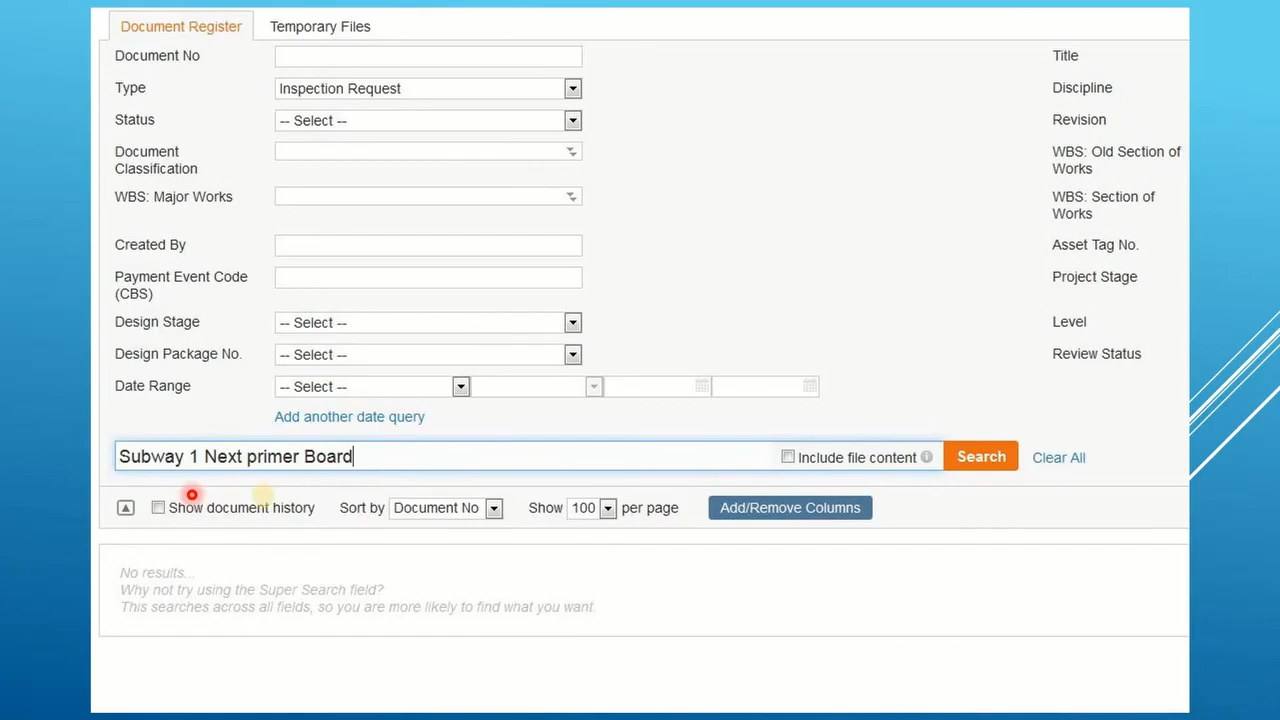 Document Register Temporary Files
Document No Title
Type Inspection Request Discipline
Status -- Select -- Revision
Document Classification WBS: Old Section of Works
WBS: Major Works WBS: Section of Works
Created By Asset Tag No.
Payment Event Code (CBS) Project Stage
Design Stage -- Select -- Level
Design Package No. -- Select -- Review Status
Date Range -- Select --
Add another date query
Subway 1 Next primer Board Include file content Search Clear All
Show document history Sort by Document No Show 100 per page Add/Remove Columns
No results...
Why not try using the Super Search field?
This searches across all fields, so you are more likely to find what you want.